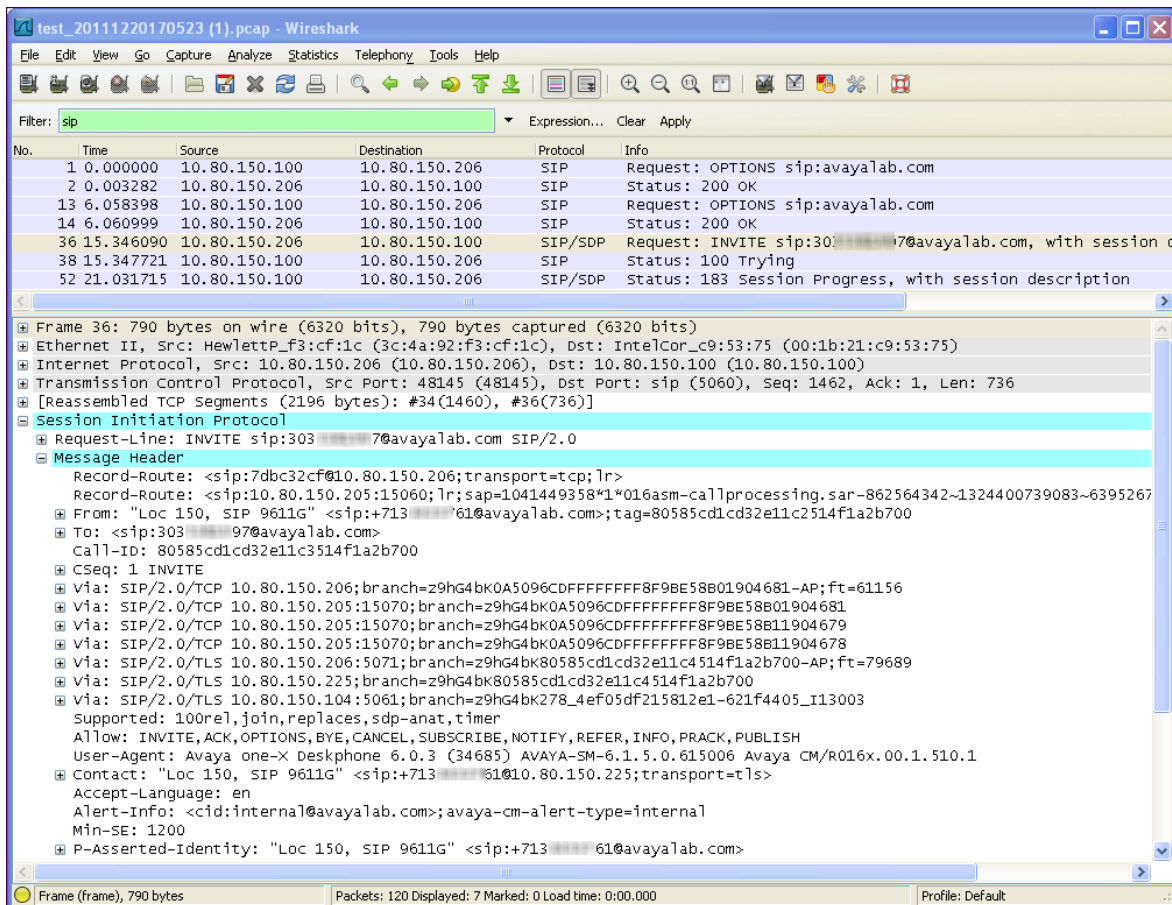 test_20111220170523 (1).pcap - Wireshark
File Edit View Go Capture Analyze Statistics Telephony Tools Help
Filter: sip Expression... Clear Apply
No. Time Source Destination Protocol Info
1 0.000000 10.80.150.100 10.80.150.206 SIP Request: OPTIONS sip:avayalab.com
2 0.003282 10.80.150.206 10.80.150.100 SIP Status: 200 OK
13 6.058398 10.80.150.100 10.80.150.206 SIP Request: OPTIONS sip:avayalab.com
14 6.060999 10.80.150.206 10.80.150.100 SIP Status: 200 OK
36 15.346090 10.80.150.206 10.80.150.100 SIP/SDP Request: INVITE sip:303 97@avayalab.com, with session
38 15.347721 10.80.150.100 10.80.150.206 SIP Status: 100 Trying
52 21.031715 10.80.150.100 10.80.150.206 SIP/SDP Status: 183 Session Progress, with session description
Frame 36: 790 bytes on wire (6320 bits), 790 bytes captured (6320 bits)
Ethernet II, Src: HewlettP_f3:cf:1c (3c:4a:92:f3:cf:1c), Dst: IntelCor_c9:53:75 (00:1b:21:c9:53:75)
Internet Protocol, Src: 10.80.150.206 (10.80.150.206), Dst: 10.80.150.100 (10.80.150.100)
Transmission Control Protocol, Src Port: 48145 (48145), Dst Port: sip (5060), Seq: 1462, Ack: 1, Len: 736
[Reassembled TCP Segments (2196 bytes): #34(1460), #36(736)]
Session Initiation Protocol
Request-Line: INVITE sip:303 7@avayalab.com SIP/2.0
Message Header
Record-Route: <sip:7dbc32cf@10.80.150.206;transport=tcp;lr>
Record-Route: <sip:10.80.150.205:15060;lr;sap=1041449358*1*016asm-callprocessing.sar-862564342~1324400739083~6395267
From: "Loc 150, SIP 9611G" <sip:+713 61@avayalab.com>;tag=80585cd1cd32e11c2514f1a2b700
To: <sip:303 97@avayalab.com>
Call-ID: 80585cd1cd32e11c3514f1a2b700
CSeq: 1 INVITE
Via: SIP/2.0/TCP 10.80.150.206;branch=z9hG4bK0A5096CDFFFFFFFF8F9BE58B01904681-AP;ft=61156
Via: SIP/2.0/TCP 10.80.150.205:15070;branch=z9hG4bK0A5096CDFFFFFFFF8F9BE58B01904681
Via: SIP/2.0/TCP 10.80.150.205:15070;branch=z9hG4bK0A5096CDFFFFFFFF8F9BE58B11904679
Via: SIP/2.0/TCP 10.80.150.205:15070;branch=z9hG4bK0A5096CDFFFFFFFF8F9BE58B11904678
Via: SIP/2.0/TLS 10.80.150.206:5071;branch=z9hG4bK80585cd1cd32e11c4514f1a2b700-AP;ft=79689
Via: SIP/2.0/TLS 10.80.150.225;branch=z9hG4bK80585cd1cd32e11c4514f1a2b700
Via: SIP/2.0/TLS 10.80.150.104:5061;branch=z9hG4bK278_4ef05df215812e1-621f4405_I13003
Supported: 100rel,join,replaces,sdp-anat,timer
Allow: INVITE,ACK,OPTIONS,BYE,CANCEL,SUBSCRIBE,NOTIFY,REFER,INFO,PRACK,PUBLISH
User-Agent: Avaya one-X Deskphone 6.0.3 (34685) AVAYA-SM-6.1.5.0.615006 Avaya CM/R016x.00.1.510.1
Contact: "Loc 150, SIP 9611G" <sip:+713 61@10.80.150.225;transport=tls>
Accept-Language: en
Alert-Info: <cid:internal@avayalab.com>;avaya-cm-alert-type=internal
Min-SE: 1200
P-Asserted-Identity: "Loc 150, SIP 9611G" <sip:+713 61@avayalab.com>
Frame (frame), 790 bytes Packets: 120 Displayed: 7 Marked: 0 Load time: 0:00.000 Profile: Default